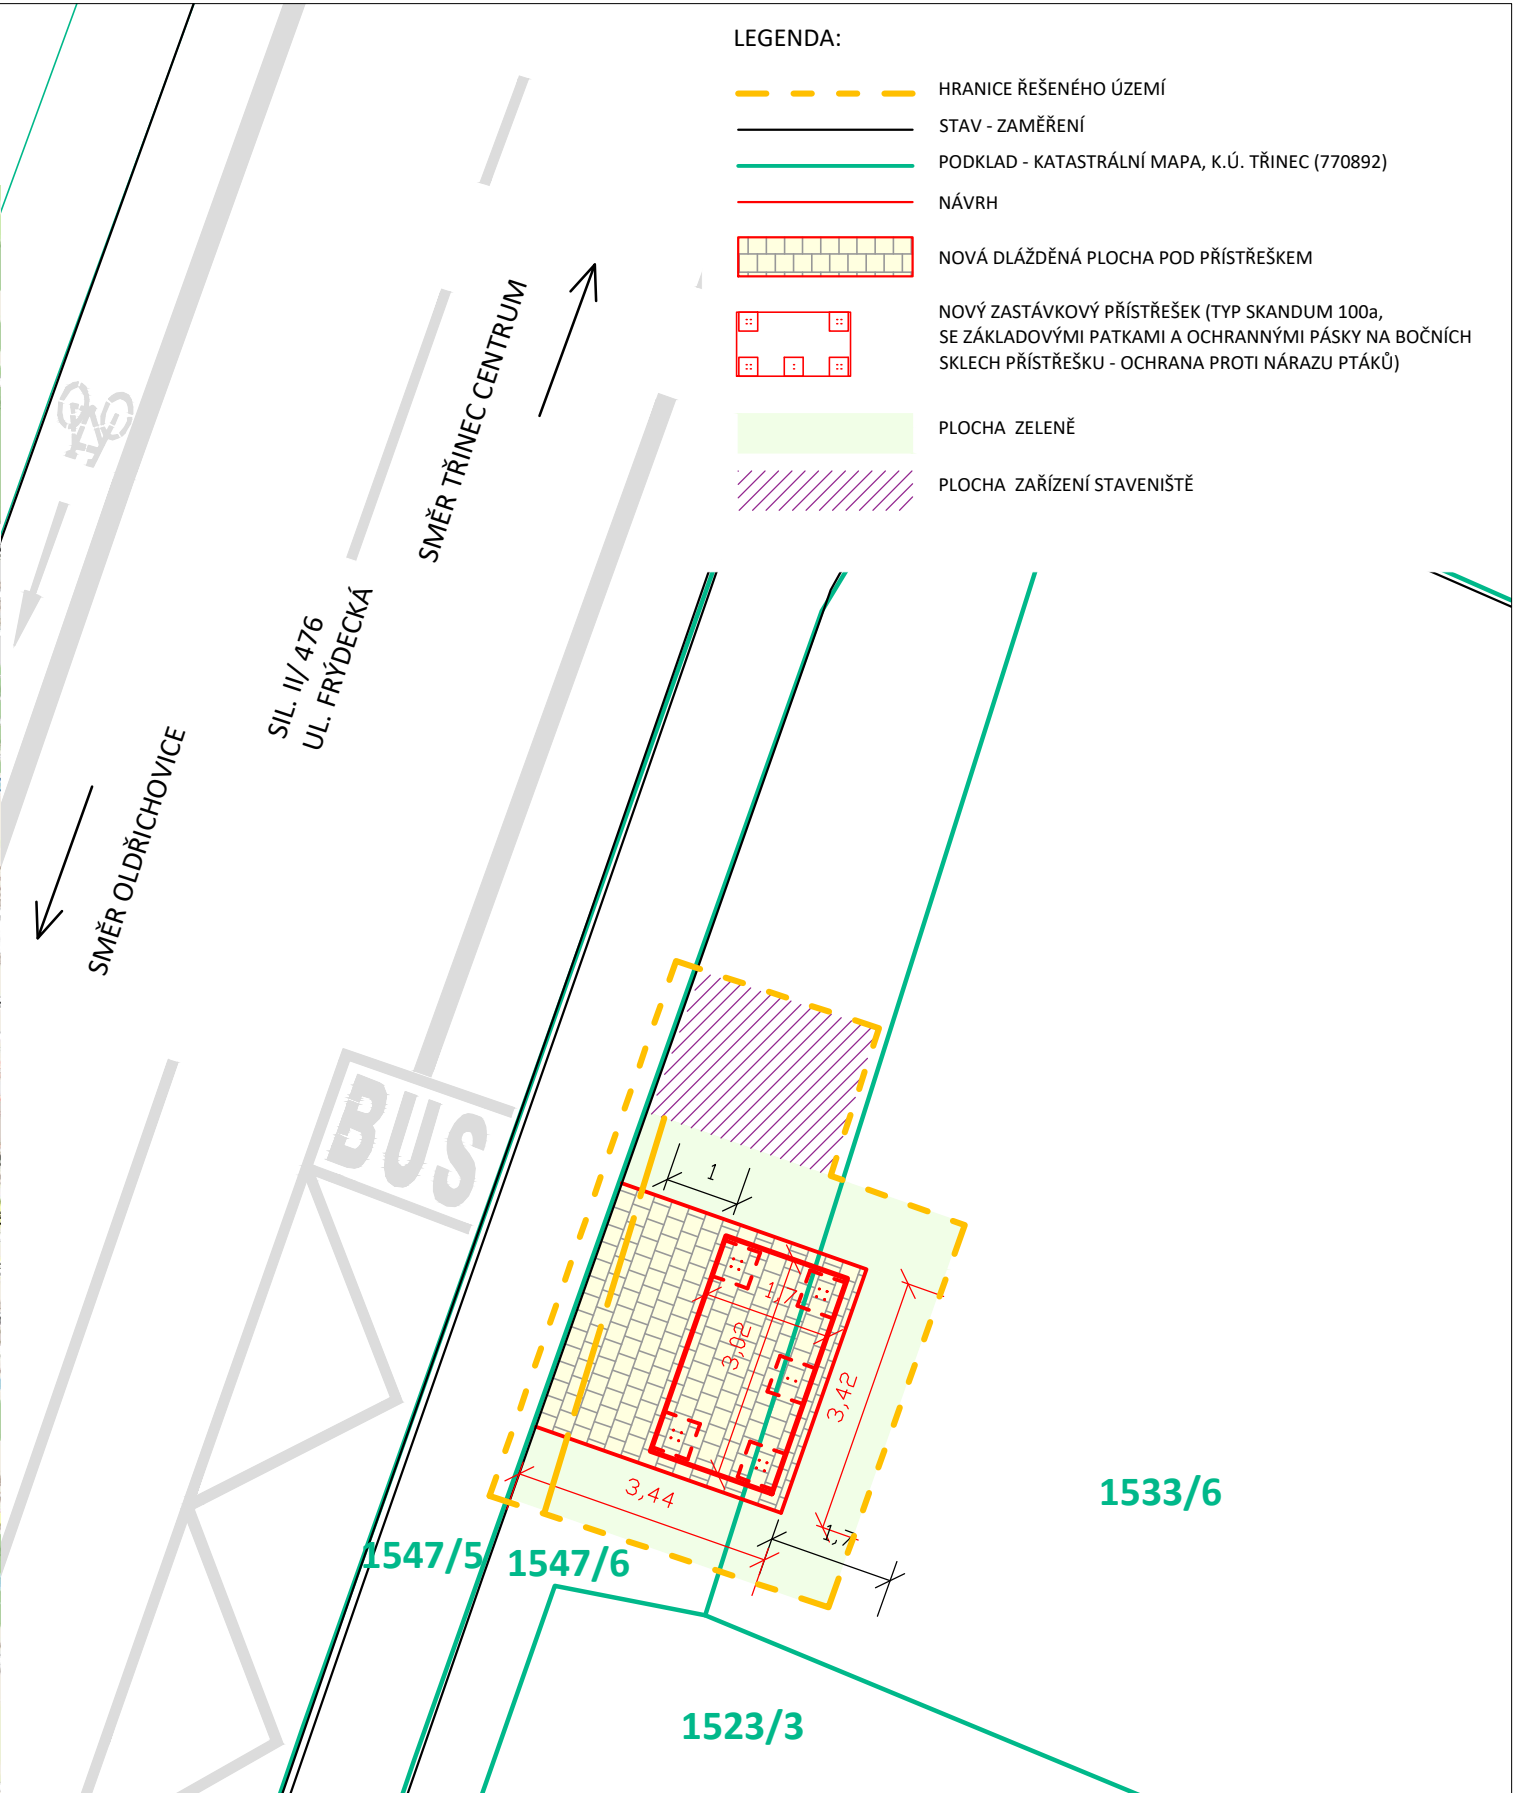 LEGENDA:
HRANICE ŘEŠENÉHO ÚZEMÍ
STAV - ZAMĚŘENÍ
PODKLAD - KATASTRÁLNÍ MAPA, K.Ú. TŘINEC (770892)
NÁVRH
NOVÁ DLÁŽDĚNÁ PLOCHA POD PŘÍSTŘEŠKEM
NOVÝ ZASTÁVKOVÝ PŘÍSTŘEŠEK (TYP SKANDUM 100a,
SE ZÁKLADOVÝMI PATKAMI A OCHRANNÝMI PÁSKY NA BOČNÍCH
SKLECH PŘÍSTŘEŠKU - OCHRANA PROTI NÁRAZU PTÁKŮ)
PLOCHA ZELENĚ
PLOCHA ZAŘÍZENÍ STAVENIŠTĚ
SMĚR TŘINEC CENTRUM
SIL. II/ 476
UL. FRÝDECKÁ
SMĚR OLDŘICHOVICE
BUS
1
1,7
3,02
3,42
3,44
1,7
1533/6
1547/5
1547/6
1523/3